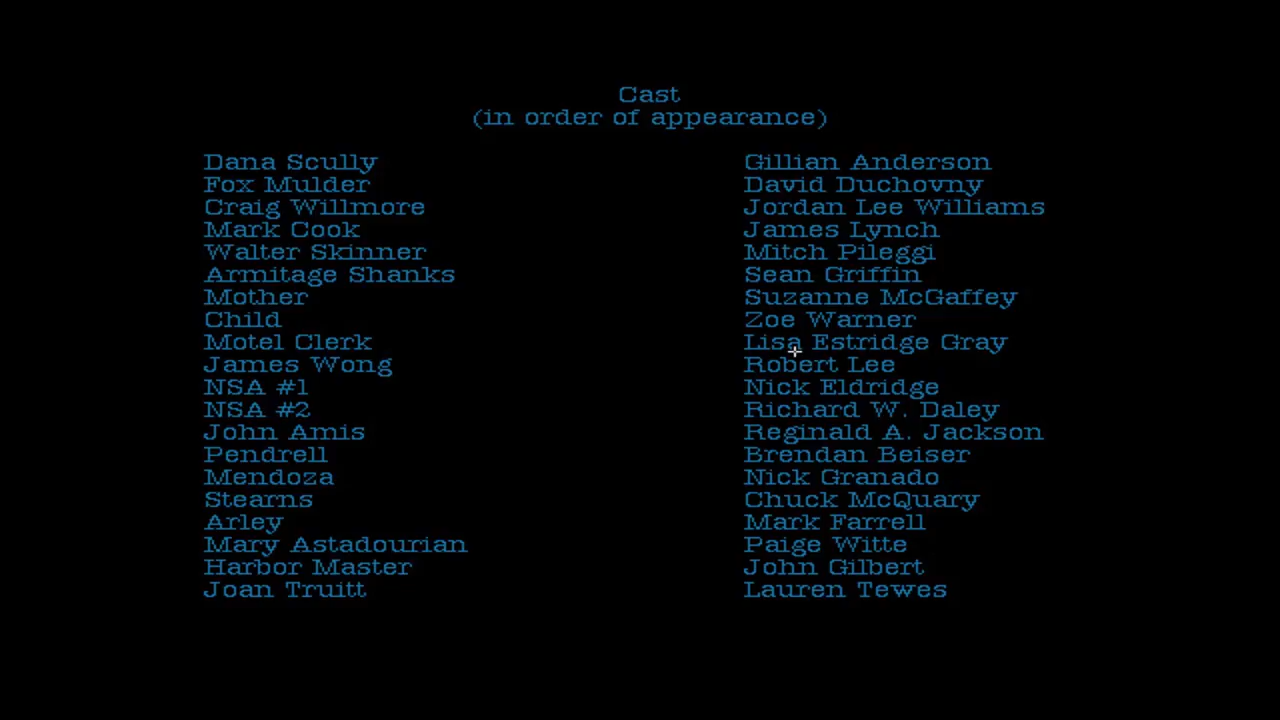 Cast
(in order of appearance)
Dana Scully Gillian Anderson
Fox Mulder David Duchovny
Craig Willmore Jordan Lee Williams
Mark Cook James Lynch
Walter Skinner Mitch Pileggi
Armitage Shanks Sean Griffin
Mother Suzanne McGaffey
Child Zoe Warner
Motel Clerk Lisa Estridge Gray
James Wong Robert Lee
NSA #1 Nick Eldridge
NSA #2 Richard W. Daley
John Amis Reginald A. Jackson
Pendrell Brendan Beiser
Mendoza Nick Granado
Stearns Chuck McQuary
Arley Mark Farrell
Mary Astadourian Paige Witte
Harbor Master John Gilbert
Joan Truitt Lauren Tewes